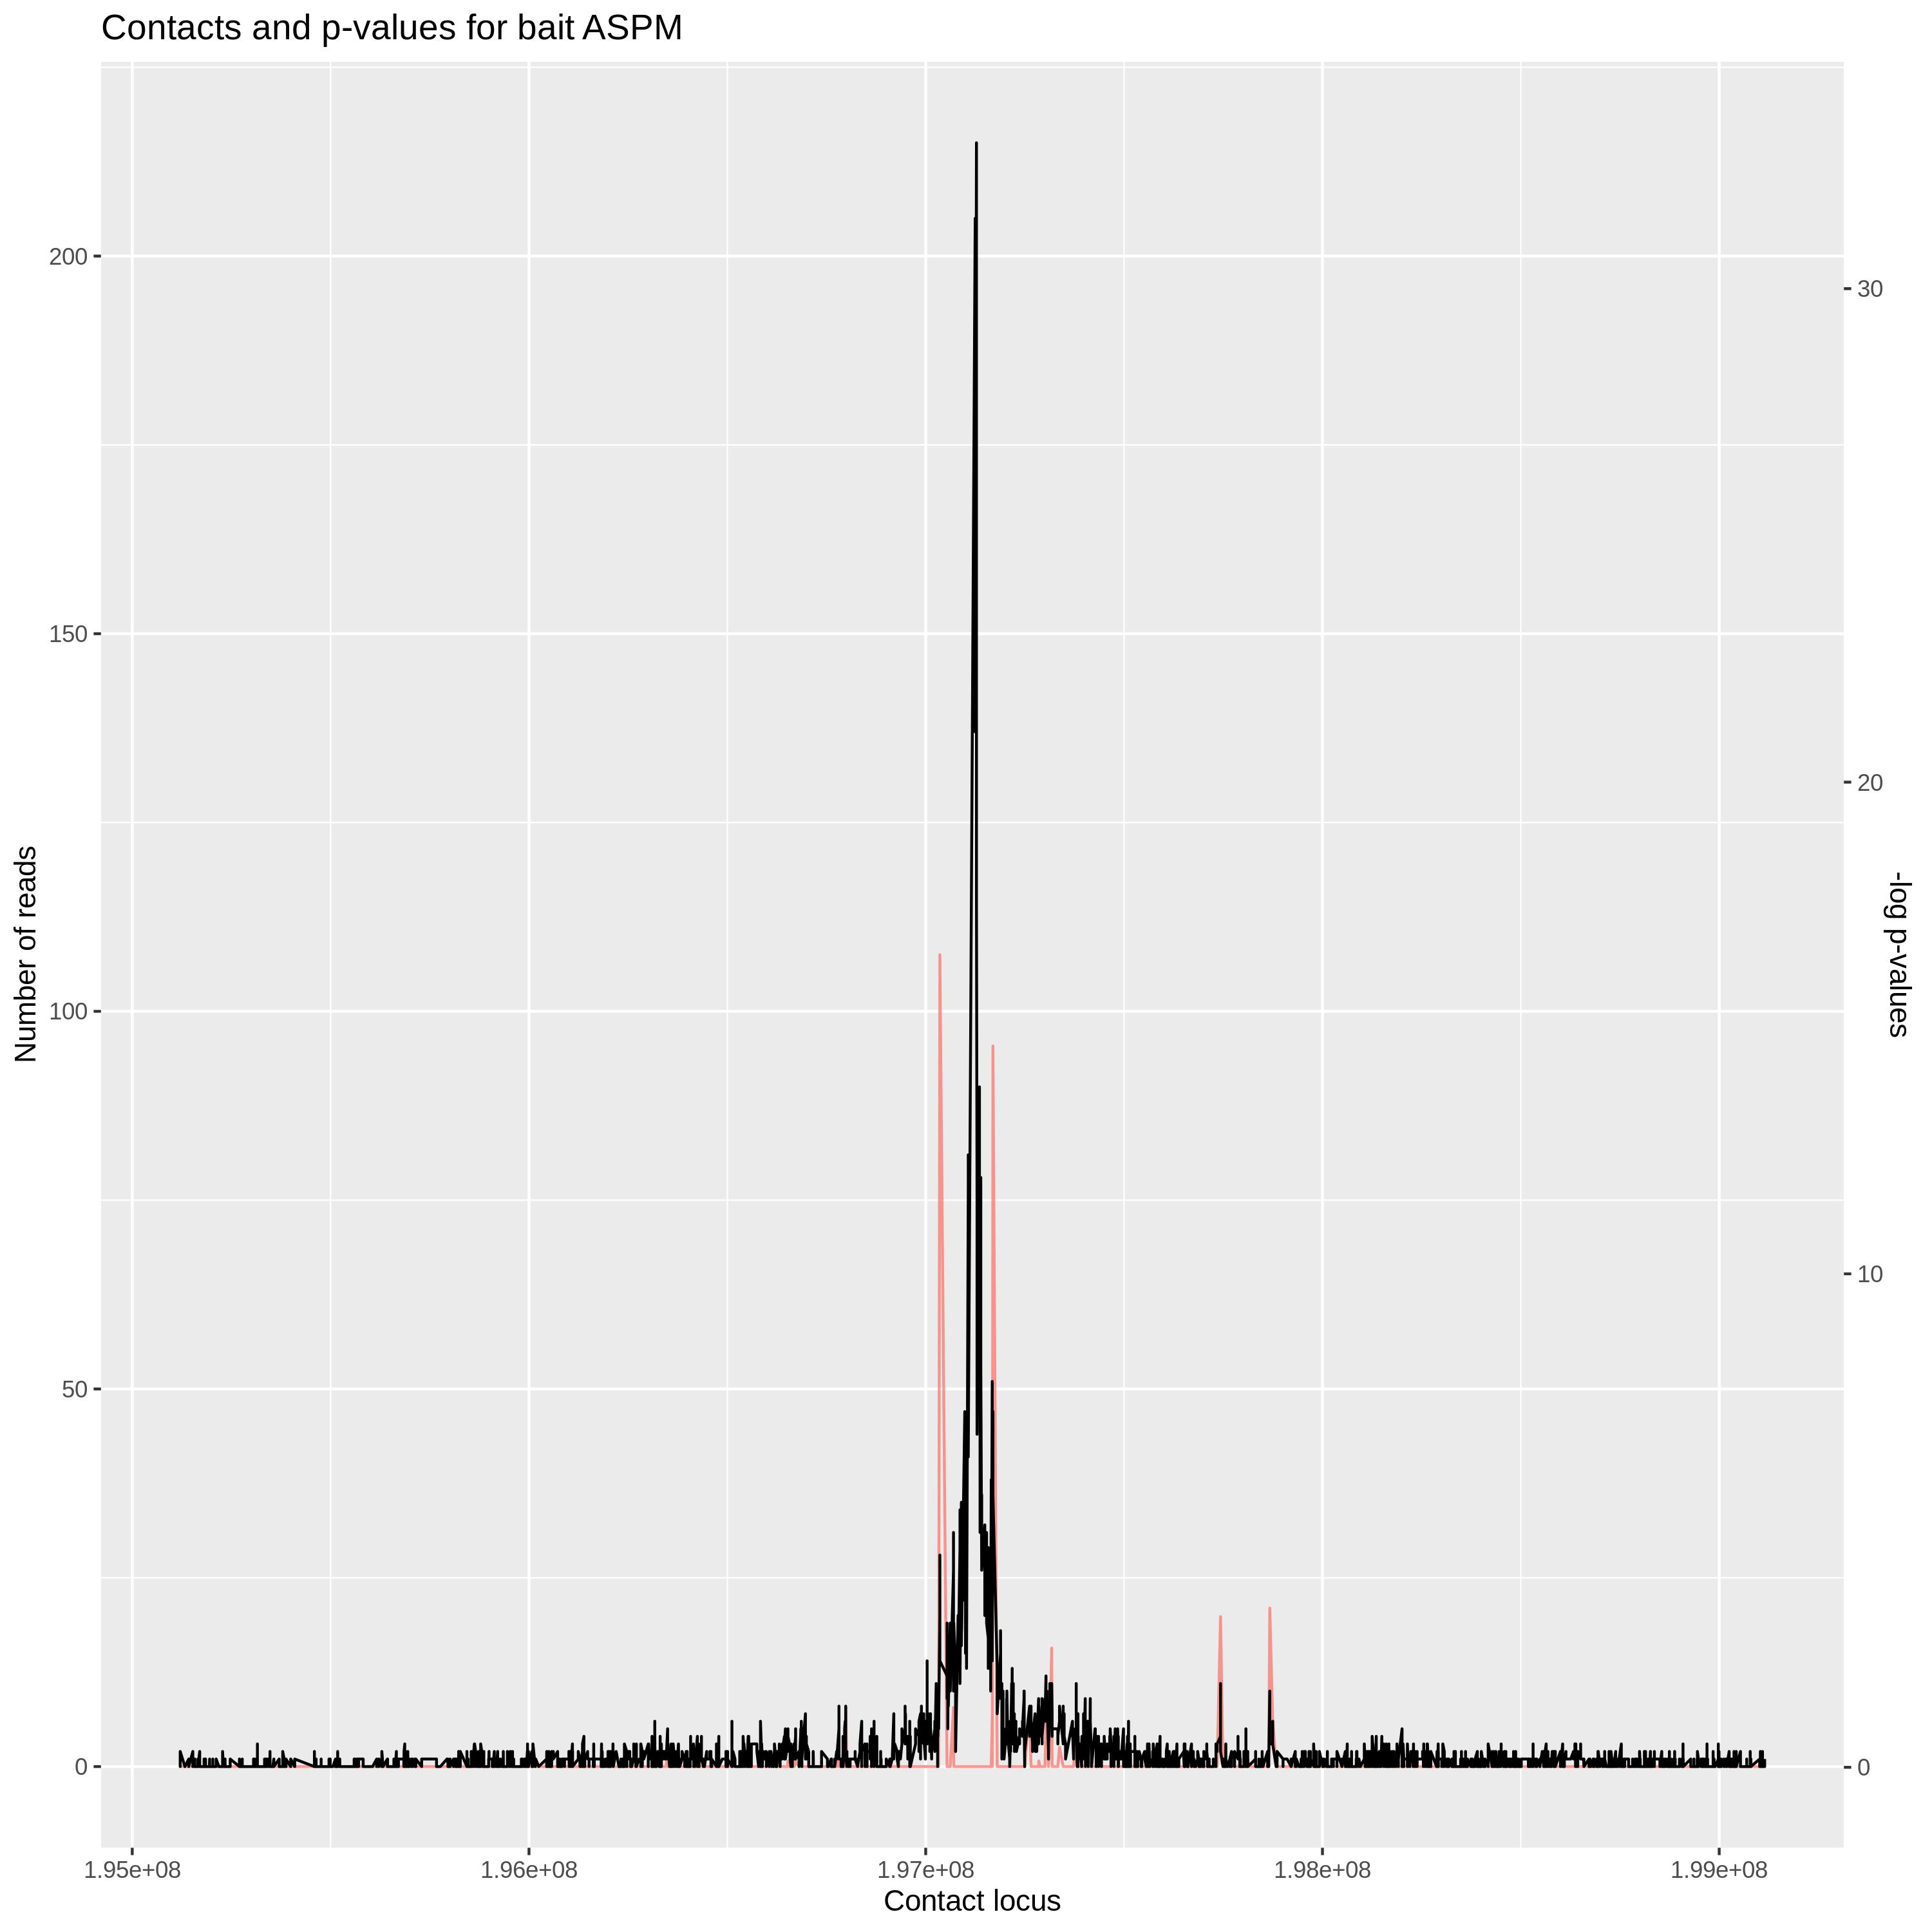 Contacts and p-values for bait ASPM
200
150
100
50
0
Number of reads
30
20
10
0
-log p-values
1.95e+08 1.96e+08 1.97e+08 1.98e+08 1.99e+08
Contact locus